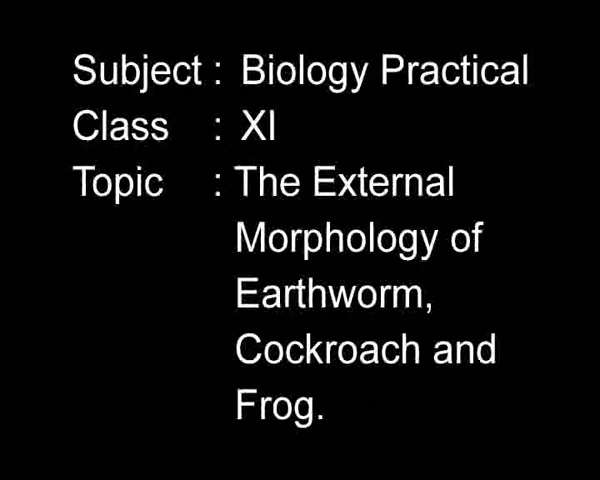 Subject : Biology Practical
Class : XI
Topic : The External
Morphology of
Earthworm,
Cockroach and
Frog.